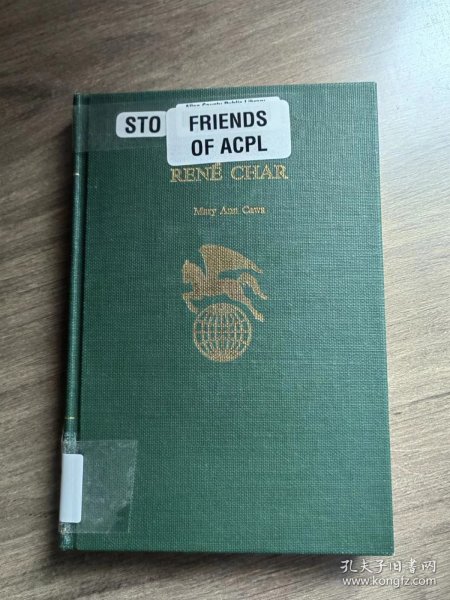 Allen County Public Library
STO
FRIENDS
OF ACPL
RENÉ CHAR
Mary Ann Caws
孔夫子旧书网
www.kongfz.com